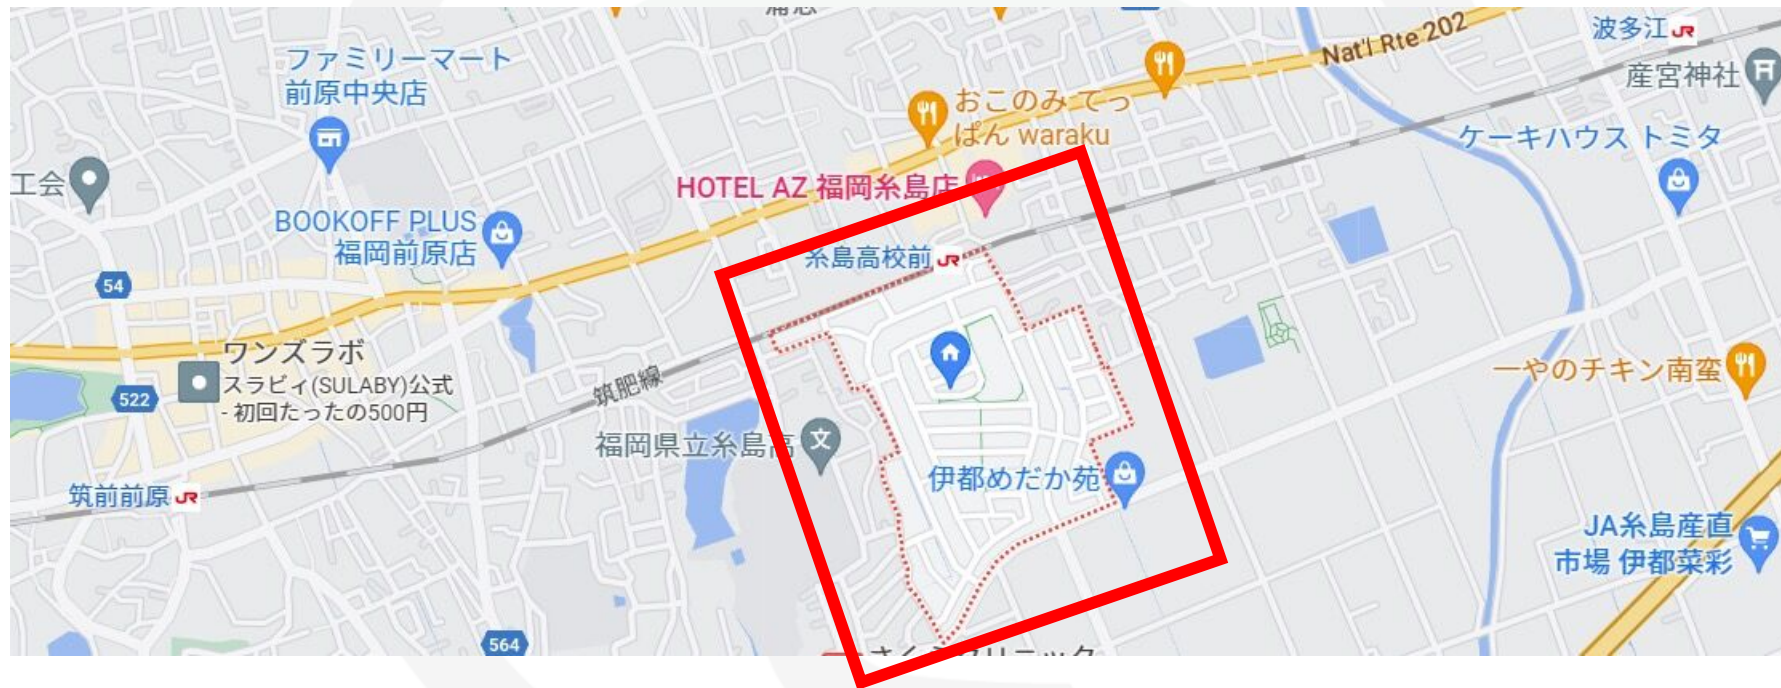 波多江
Nat'l Rte 202
ファミリーマート
前原中央店
産宮神社
おこのみ てっ
ぱん waraku
ケーキハウス トミタ
工会
HOTEL AZ 福岡糸島店
BOOKOFF PLUS
福岡前原店
糸島高校前
54
ワンズラボ
スラビィ(SULABY)公式
- 初回たったの500円
522
筑肥線
一やのチキン南蛮
福岡県立糸島高
文
伊都めだか苑
筑前前原
JA糸島産直
市場 伊都菜彩
564